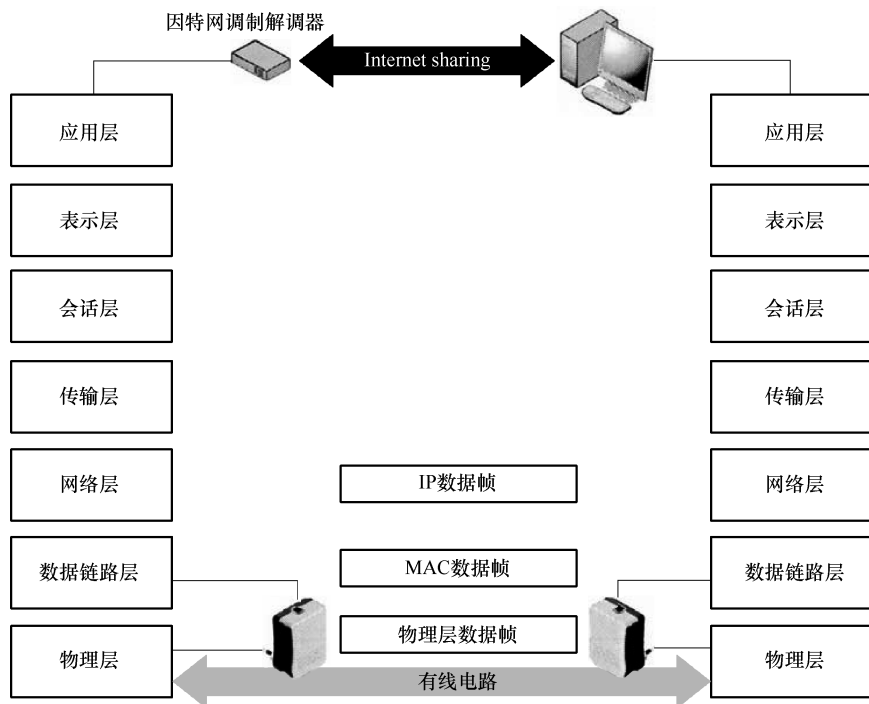 因特网调制解调器
Internet sharing
应用层
应用层
表示层
表示层
会话层
会话层
传输层
传输层
网络层
IP数据帧
网络层
数据链路层
MAC数据帧
数据链路层
物理层
物理层数据帧
物理层
有线电路